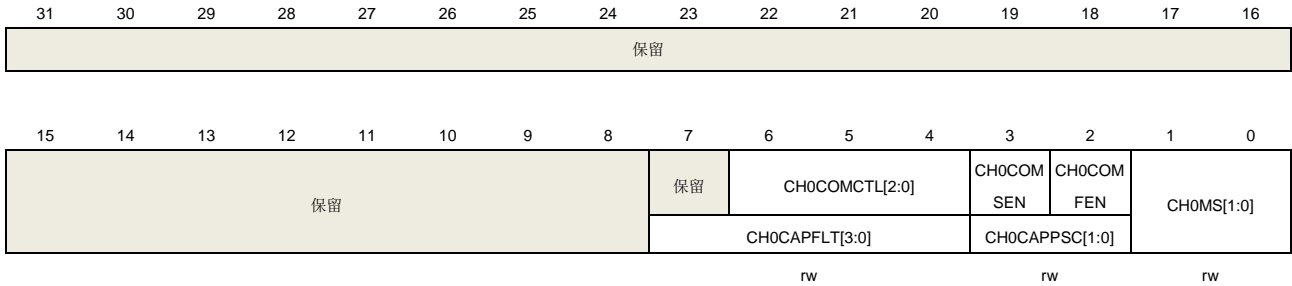 31 30 29 28 27 26 25 24 23 22 21 20 19 18 17 16
保留
15 14 13 12 11 10 9 8 7 6 5 4 3 2 1 0
保留 保留 CH0COMCTL[2:0] CH0COM SEN CH0COM FEN CH0MS[1:0]
CH0CAPFLT[3:0] CH0CAPPSC[1:0]
rw rw rw